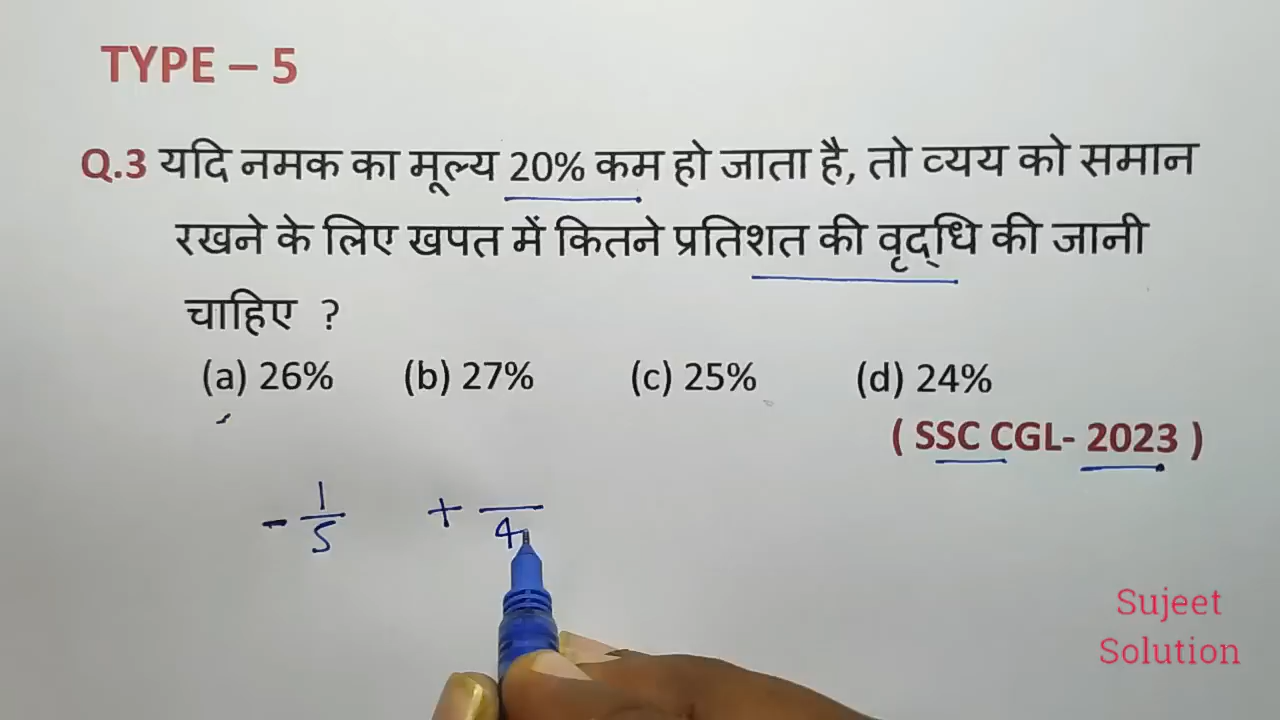 TYPE – 5
Q.3 यदि नमक का मूल्य 20% कम हो जाता है, तो व्यय को समान
रखने के लिए खपत में कितने प्रतिशत की वृद्धि की जानी
चाहिए ?
(a) 26% (b) 27% (c) 25% (d) 24%
( SSC CGL- 2023 )
- 1/5 + /4
Sujeet
Solution